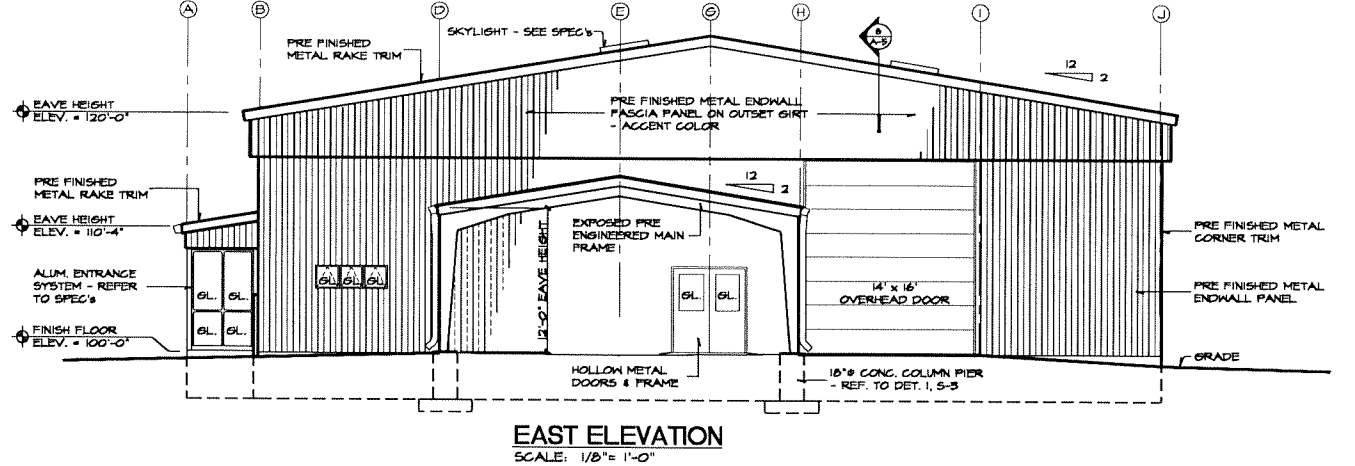 A B D E G H I J
SKYLIGHT - SEE SPEC's
PRE FINISHED
METAL RAKE TRIM
8
A-5
12
2
EAVE HEIGHT
ELEV. = 120'-0"
PRE FINISHED METAL ENDWALL
FASCIA PANEL ON OUTSET GIRT
- ACCENT COLOR
PRE FINISHED
METAL RAKE TRIM
12
2
EAVE HEIGHT
ELEV. = 110'-4"
EXPOSED PRE
ENGINEERED MAIN
FRAME
12'-0" EAVE HEIGHT
PRE FINISHED METAL
CORNER TRIM
ALUM. ENTRANCE
SYSTEM - REFER
TO SPEC's
GL. GL.
GL. GL.
GL. GL. GL.
GL. GL.
14' x 16'
OVERHEAD DOOR
PRE FINISHED METAL
ENDWALL PANEL
FINISH FLOOR
ELEV. = 100'-0"
GRADE
HOLLOW METAL
DOORS & FRAME
18"ø CONC. COLUMN PIER
- REF. TO DET. 1, S-3
EAST ELEVATION
SCALE: 1/8"= 1'-0"